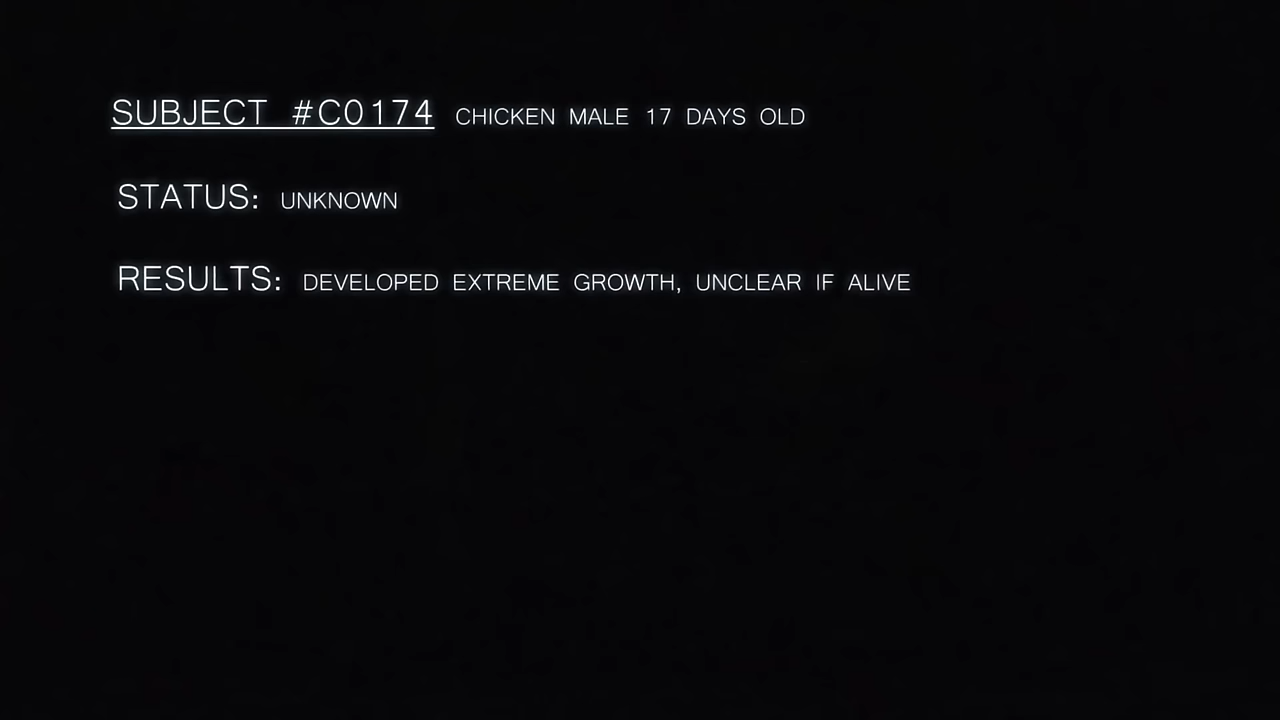 SUBJECT #C0174 CHICKEN MALE 17 DAYS OLD
STATUS: UNKNOWN
RESULTS: DEVELOPED EXTREME GROWTH, UNCLEAR IF ALIVE